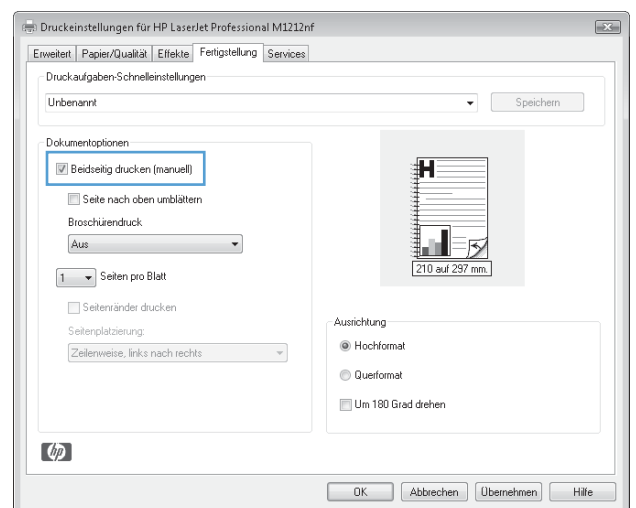 Druckeinstellungen für HP LaserJet Professional M1212nf
Erweitert Papier/Qualität Effekte Fertigstellung Services
Druckaufgaben-Schnelleinstellungen
Unbenannt Speichern
Dokumentoptionen
Beidseitig drucken (manuell)
Seite nach oben umblättern
Broschürendruck
Aus
1 Seiten pro Blatt
Seitenränder drucken
Seitenplatzierung:
Zeilenweise, links nach rechts
H
210 auf 297 mm.
Ausrichtung
Hochformat
Querformat
Um 180 Grad drehen
hp
OK Abbrechen Übernehmen Hilfe